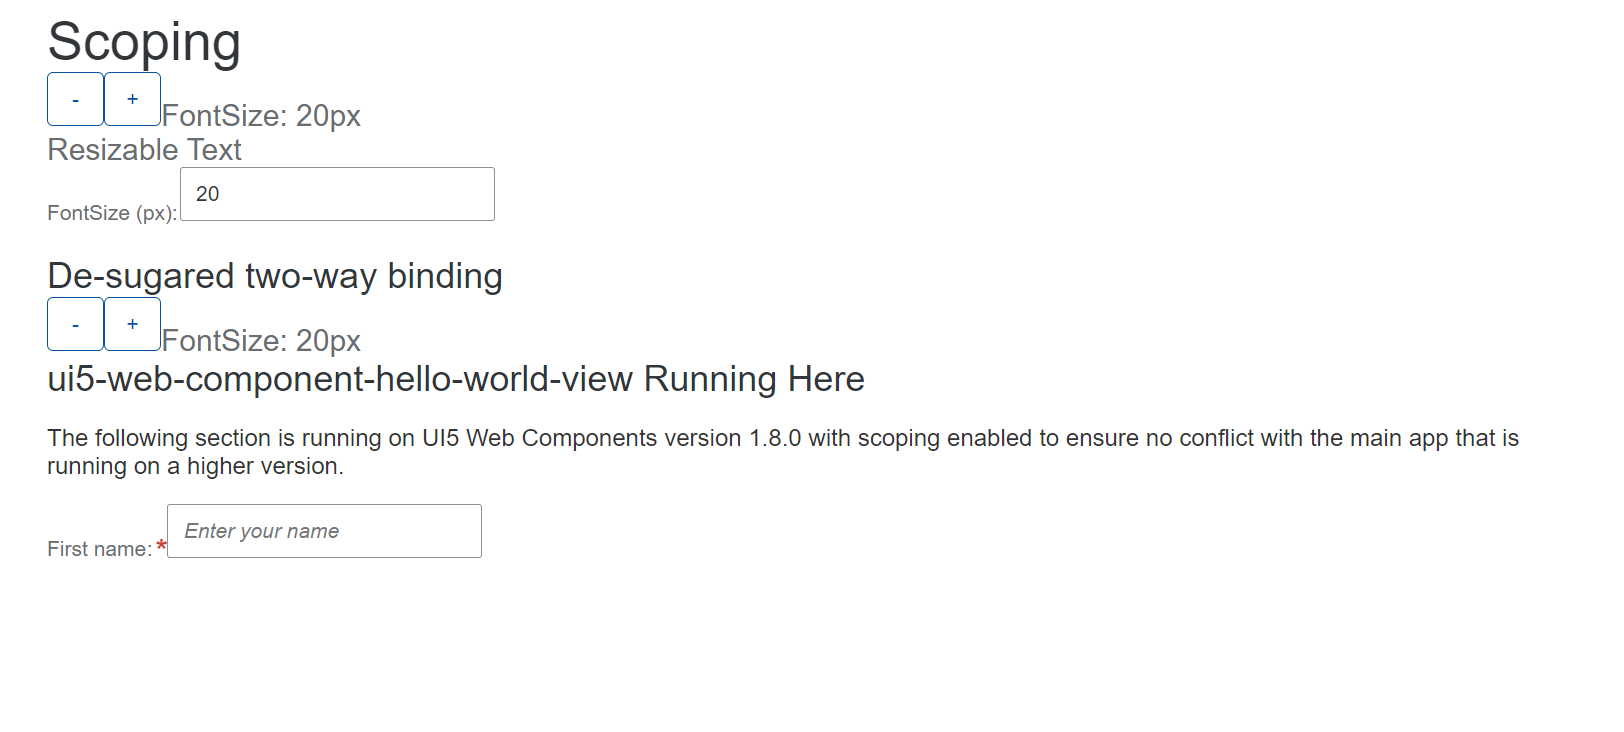 Scoping
- + FontSize: 20px
Resizable Text
FontSize (px): 20
De-sugared two-way binding
- + FontSize: 20px
ui5-web-component-hello-world-view Running Here
The following section is running on UI5 Web Components version 1.8.0 with scoping enabled to ensure no conflict with the main app that is
running on a higher version.
First name: * Enter your name